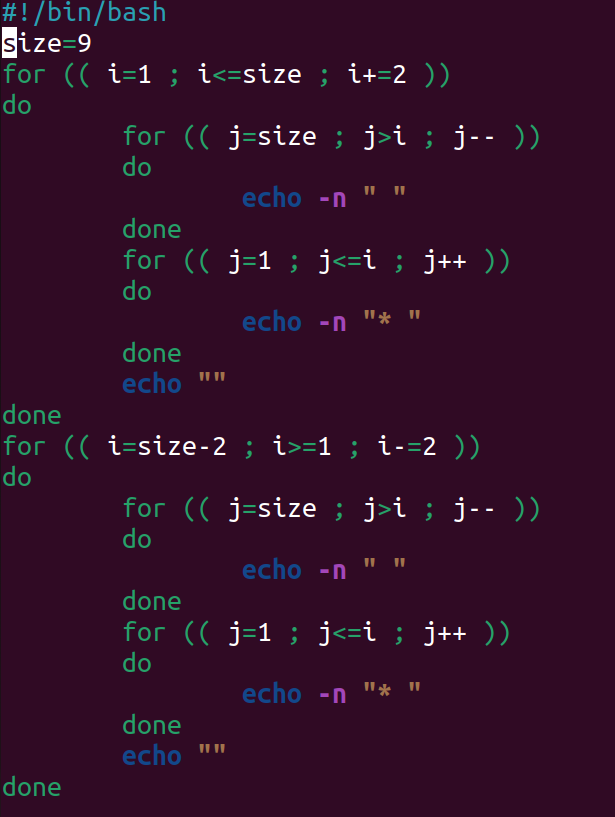 #!/bin/bash
size=9
for (( i=1 ; i<=size ; i+=2 ))
do
        for (( j=size ; j>i ; j-- ))
        do
                echo -n " "
        done
        for (( j=1 ; j<=i ; j++ ))
        do
                echo -n "* "
        done
        echo ""
done
for (( i=size-2 ; i>=1 ; i-=2 ))
do
        for (( j=size ; j>i ; j-- ))
        do
                echo -n " "
        done
        for (( j=1 ; j<=i ; j++ ))
        do
                echo -n "* "
        done
        echo ""
done